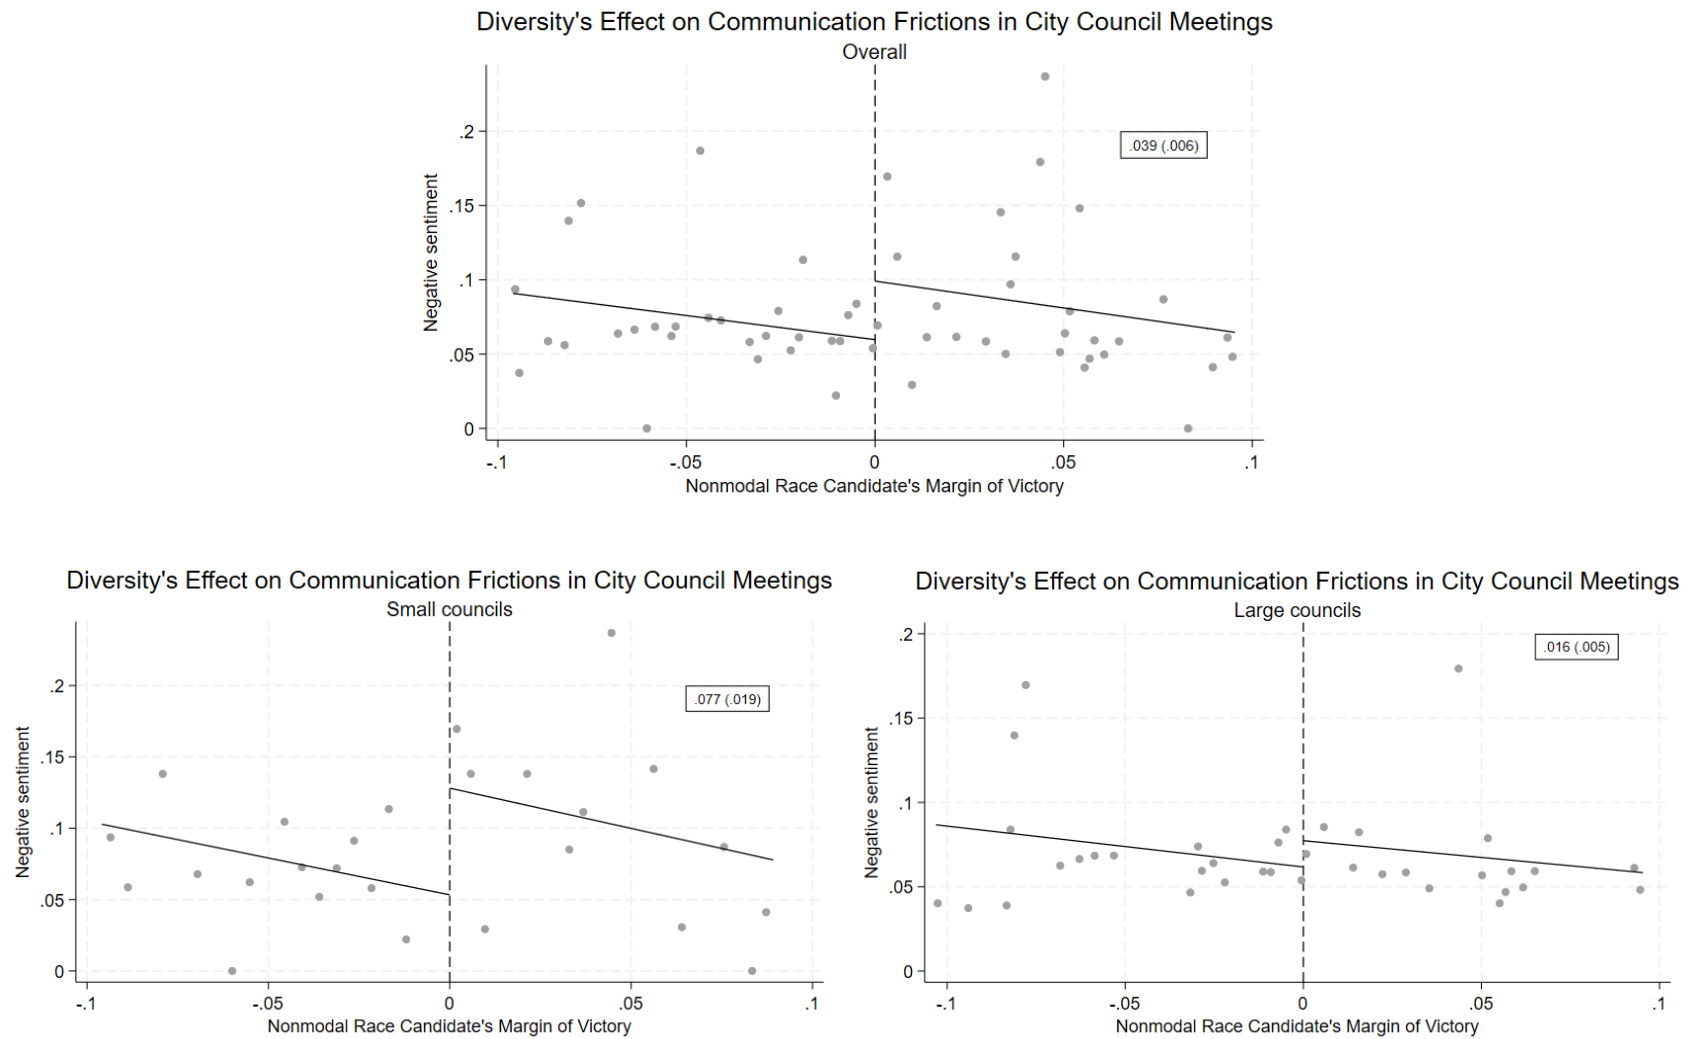 Diversity's Effect on Communication Frictions in City Council Meetings
Overall
Negative sentiment
.2
.15
.1
.05
0
.039 (.006)
-.1
-.05
0
.05
.1
Nonmodal Race Candidate's Margin of Victory
Diversity's Effect on Communication Frictions in City Council Meetings
Small councils
Negative sentiment
.2
.15
.1
.05
0
.077 (.019)
-.1
-.05
0
.05
.1
Nonmodal Race Candidate's Margin of Victory
Diversity's Effect on Communication Frictions in City Council Meetings
Large councils
Negative sentiment
.2
.15
.1
.05
0
.016 (.005)
-.1
-.05
0
.05
.1
Nonmodal Race Candidate's Margin of Victory